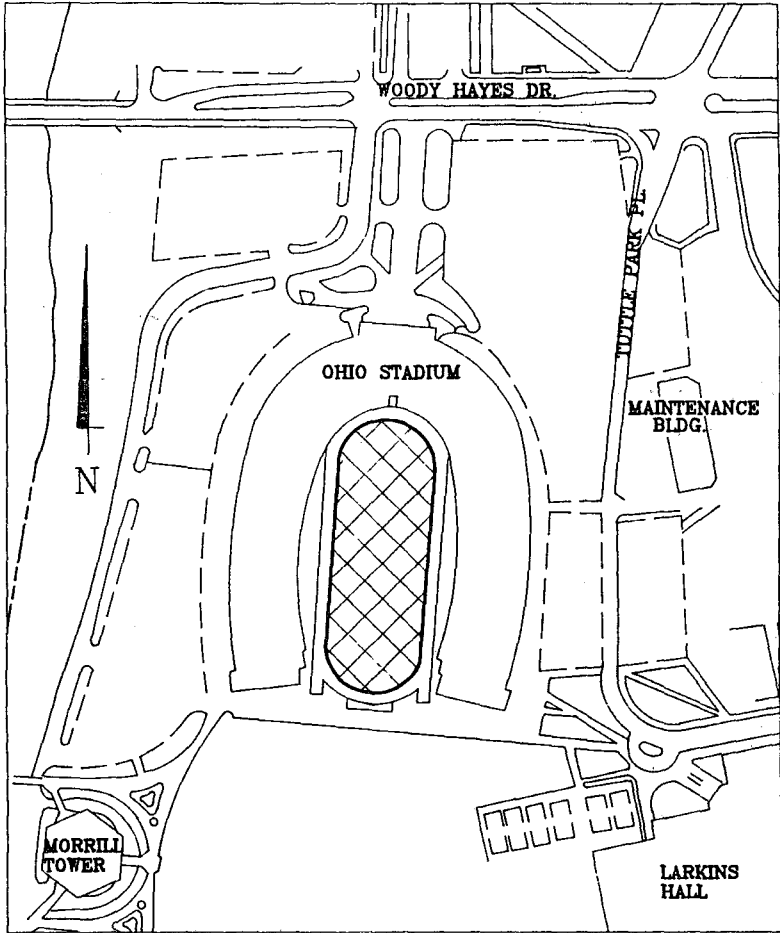 WOODY HAYES DR.
TUTTLE PARK PL.
OHIO STADIUM
MAINTENANCE
BLDG.
N
MORRILL
TOWER
LARKINS
HALL